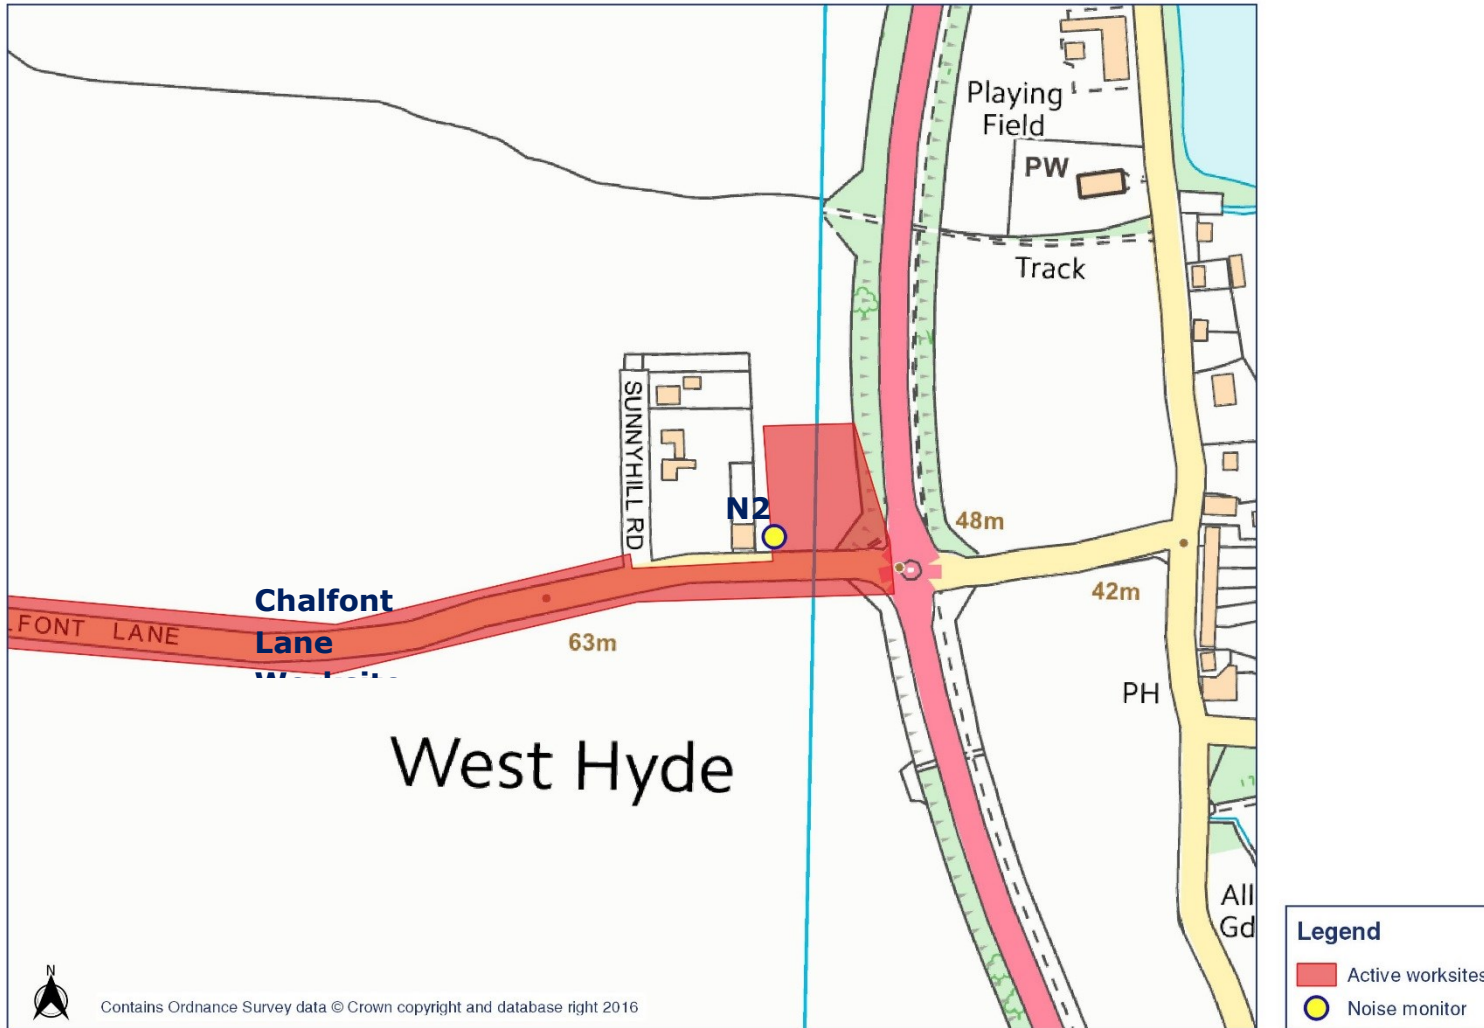 Playing
Field
PW
Track
SUNNYHILL RD
N2
48m
42m
Chalfont
Lane
FONT LANE
63m
PH
West Hyde
All
Gd
N
Contains Ordnance Survey data © Crown copyright and database right 2016
Legend
Active worksites
Noise monitor